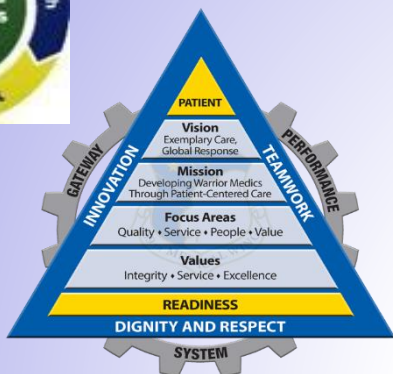 PATIENT
Vision
Exemplary Care,
Global Response
Mission
Developing Warrior Medics
Through Patient-Centered Care
Focus Areas
Quality • Service • People • Value
Values
Integrity • Service • Excellence
READINESS
DIGNITY AND RESPECT
INNOVATION
TEAMWORK
GATEWAY
PERFORMANCE
SYSTEM